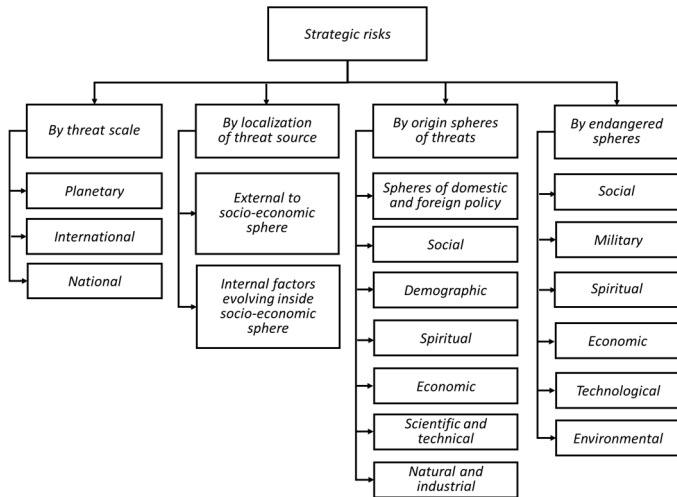 Strategic risks
By threat scale
Planetary
International
National
By localization
of threat source
External to
socio-economic
sphere
Internal factors
evolving inside
socio-economic
sphere
By origin spheres
of threats
Spheres of domestic
and foreign policy
Social
Demographic
Spiritual
Economic
Scientific and
technical
Natural and
industrial
By endangered
spheres
Social
Military
Spiritual
Economic
Technological
Environmental